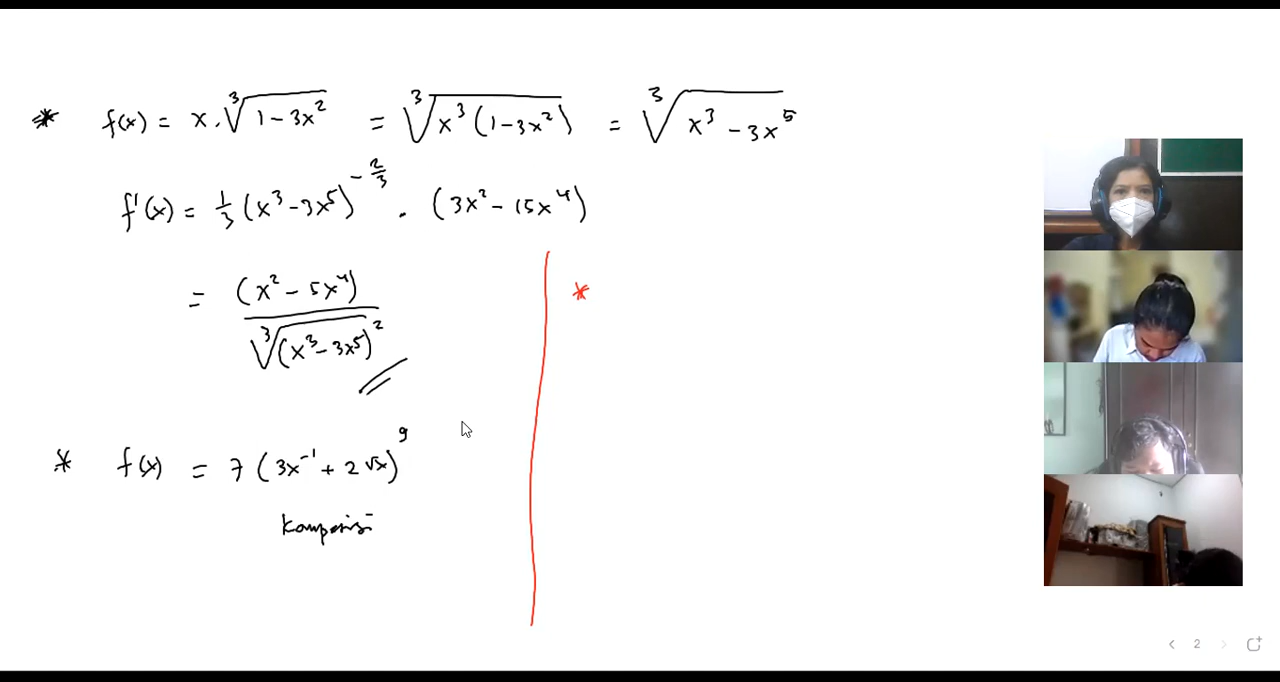 * f(x) = x . ∛(1 - 3x²) = ∛(x³ (1 - 3x²)) = ∛(x³ - 3x⁵)
f'(x) = 1/3 (x³ - 3x⁵)^(-2/3) . (3x² - 15x⁴)
= (x² - 5x⁴) / ∛(x³ - 3x⁵)²
*
* f(x) = 7 (3x⁻¹ + 2√x)⁹
Komposisi
2